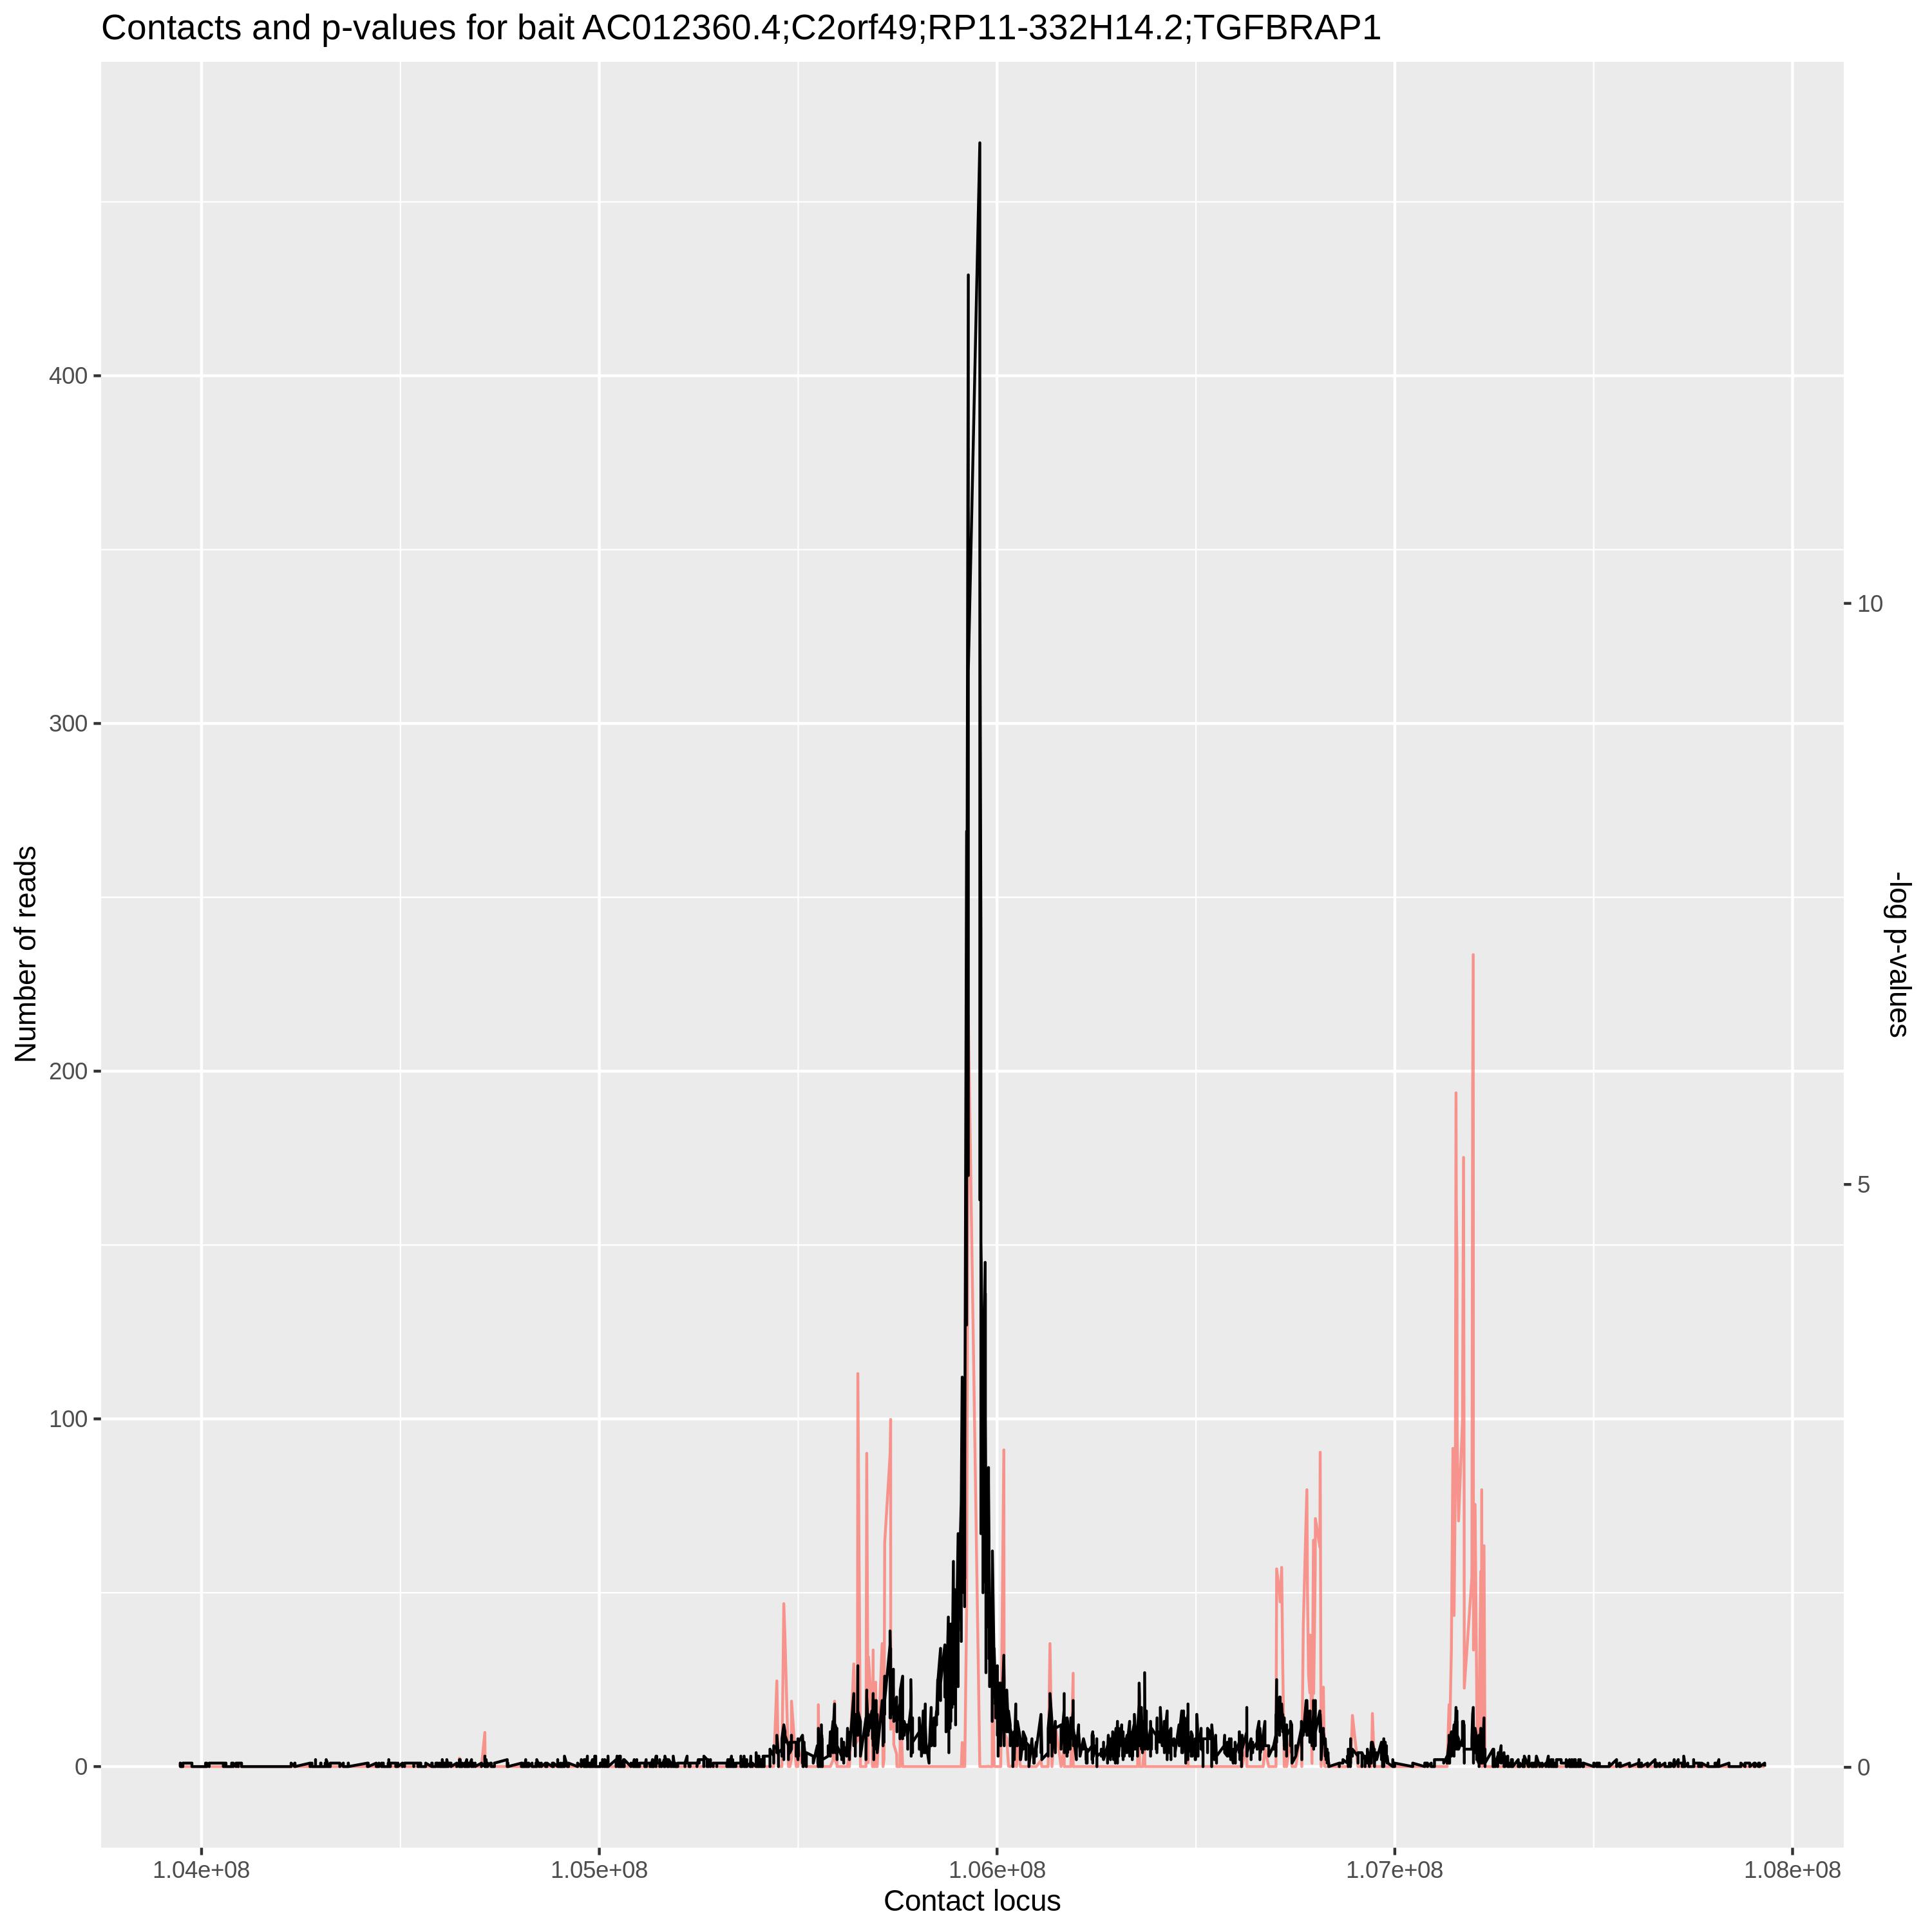 Contacts and p-values for bait AC012360.4;C2orf49;RP11-332H14.2;TGFBRAP1
Number of reads
400
300
200
100
0
-log p-values
10
5
0
1.04e+08
1.05e+08
1.06e+08
1.07e+08
1.08e+08
Contact locus